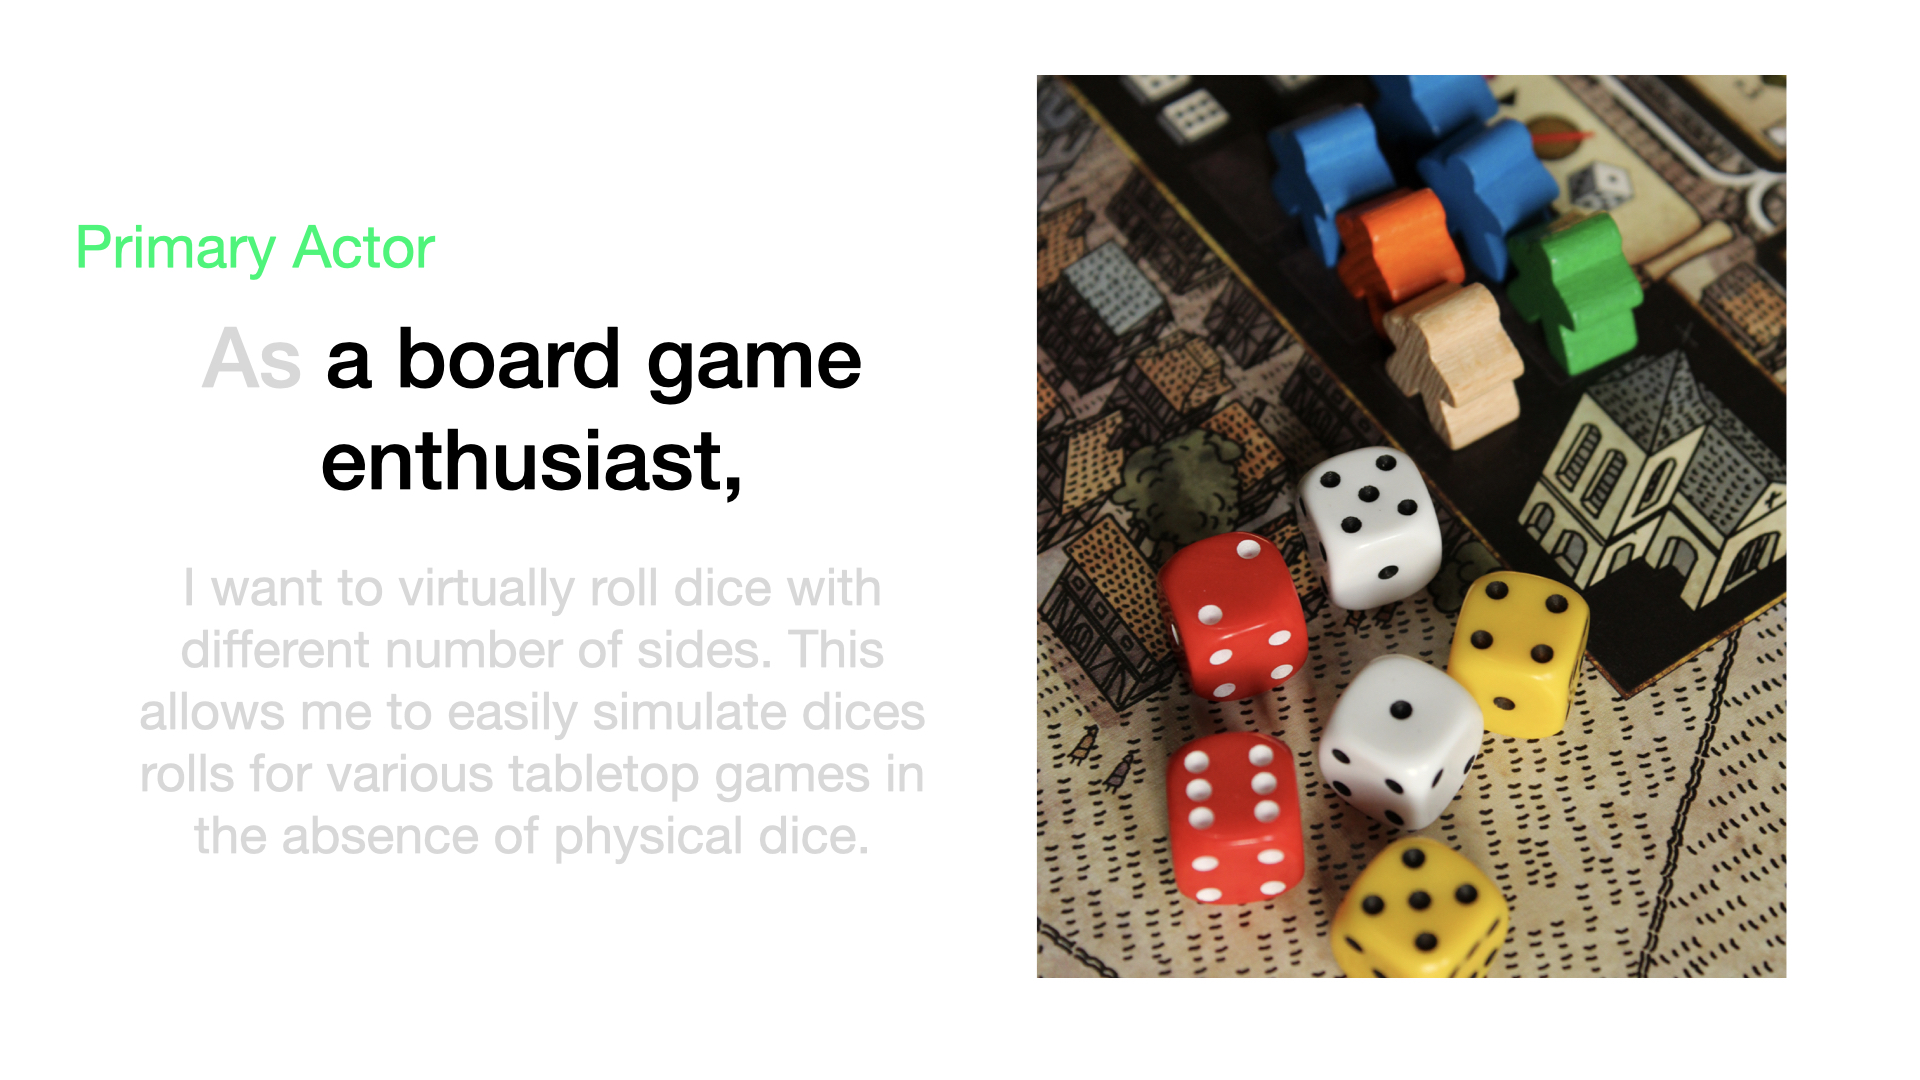 Primary Actor
As a board game
enthusiast,
I want to virtually roll dice with
different number of sides. This
allows me to easily simulate dices
rolls for various tabletop games in
the absence of physical dice.